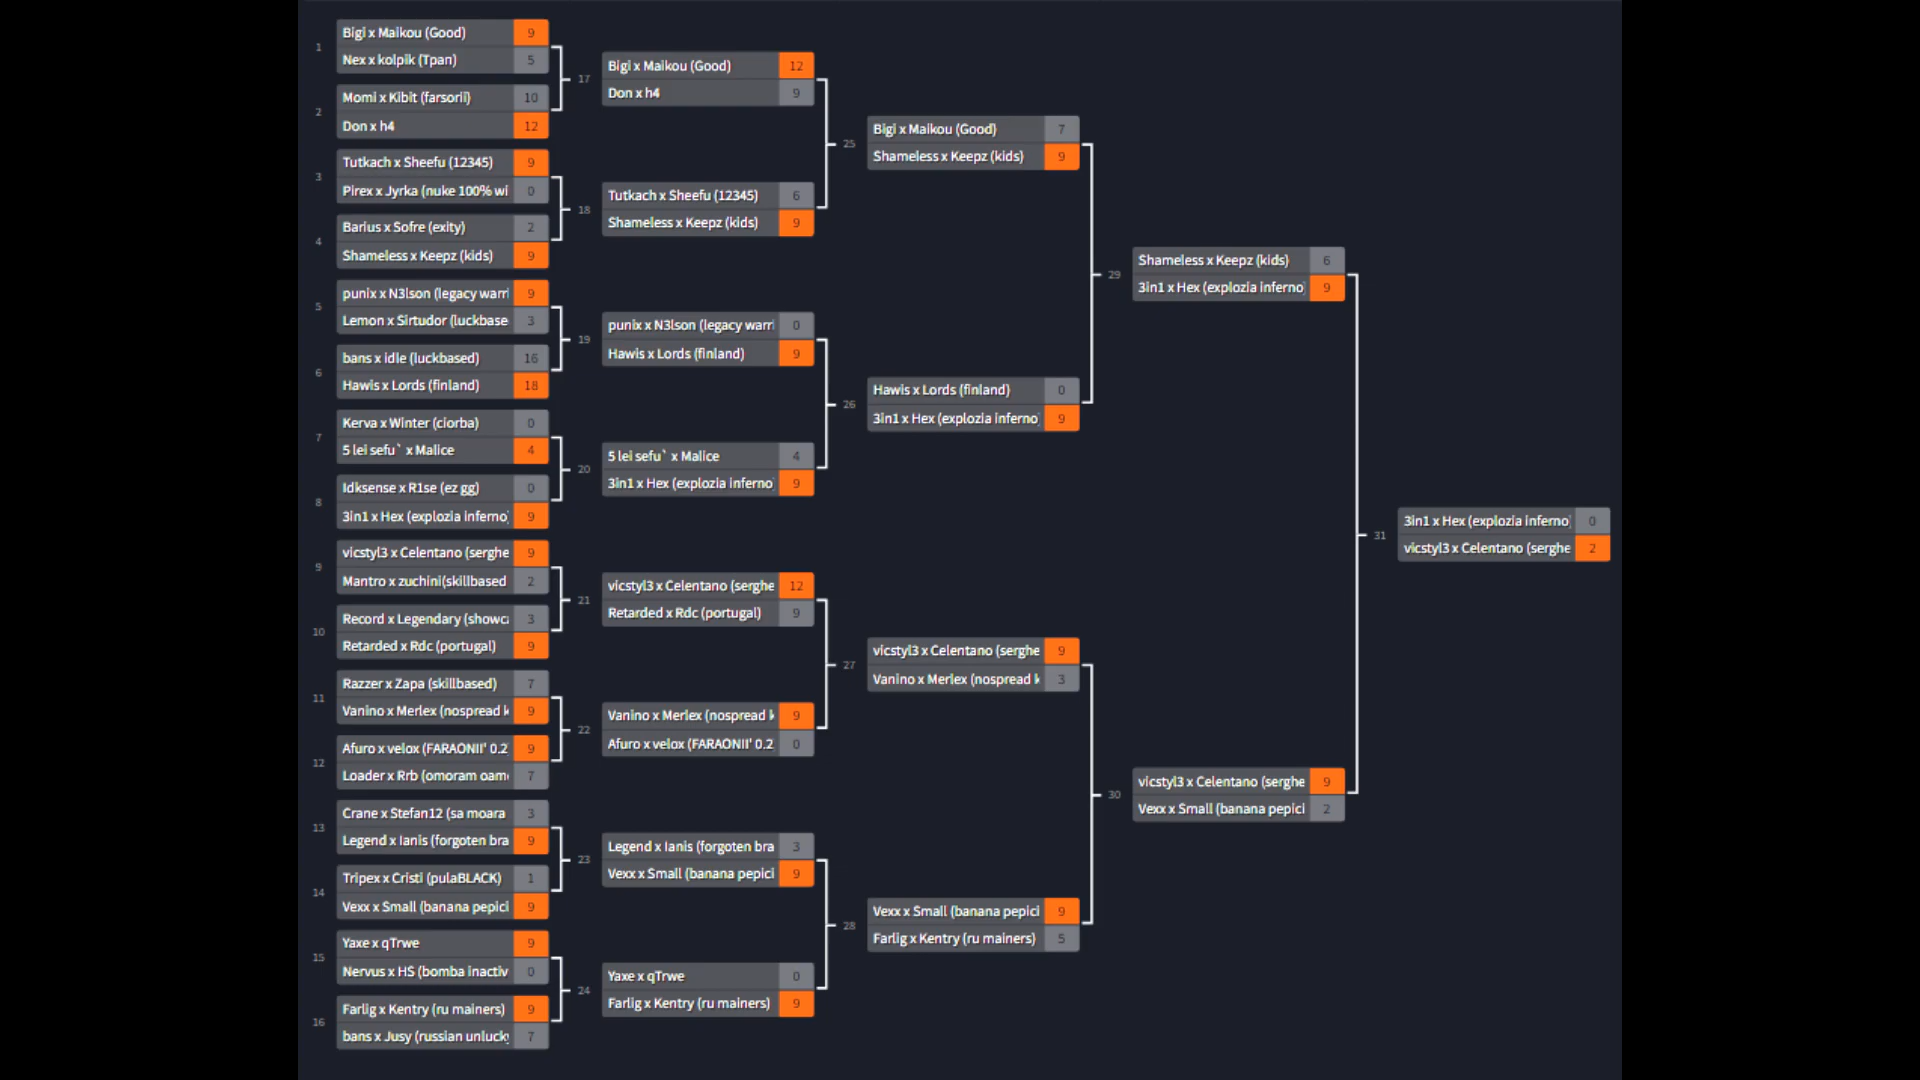 1
Bigi x Maikou (Good) 9
Nex x kolpik (Трап) 5
2
Momi x Kibit (farsorii) 10
Don x h4 12
3
Tutkach x Sheefu (12345) 9
Pirex x Jyrka (nuke 100% wi 0
4
Barius x Sofre (exity) 2
Shameless x Keepz (kids) 9
5
punix x N3lson (legacy warri 9
Lemon x Sirtudor (luckbase 3
6
bans x idle (luckbased) 16
Hawis x Lords (finland) 18
7
Kerva x Winter (ciorba) 0
5 lei sefu` x Malice 4
8
Idksense x R1se (ez gg) 0
3in1 x Hex (explozia inferno) 9
9
vicstyl3 x Celentano (serghe 9
Mantro x zuchini(skillbased 2
10
Record x Legendary (showca 3
Retarded x Rdc (portugal) 9
11
Razzer x Zapa (skillbased) 7
Vanino x Merlex (nospread k 9
12
Afuro x velox (FARAONII' 0.2 9
Loader x Rrb (omoram oam 7
13
Crane x Stefan12 (sa moara 3
Legend x Ianis (forgoten bra 9
14
Tripex x Cristi (pulaBLACK) 1
Vexx x Small (banana pepici 9
15
Yaxe x qTrwe 9
Nervus x HS (bomba inactiv 0
16
Farlig x Kentry (ru mainers) 9
bans x Jusy (russian unlucky 7
17
Bigi x Maikou (Good) 12
Don x h4 9
18
Tutkach x Sheefu (12345) 6
Shameless x Keepz (kids) 9
19
punix x N3lson (legacy warri 0
Hawis x Lords (finland) 9
20
5 lei sefu` x Malice 4
3in1 x Hex (explozia inferno) 9
21
vicstyl3 x Celentano (serghe 12
Retarded x Rdc (portugal) 9
22
Vanino x Merlex (nospread k 9
Afuro x velox (FARAONII' 0.2 0
23
Legend x Ianis (forgoten bra 3
Vexx x Small (banana pepici 9
24
Yaxe x qTrwe 0
Farlig x Kentry (ru mainers) 9
25
Bigi x Maikou (Good) 7
Shameless x Keepz (kids) 9
26
Hawis x Lords (finland) 0
3in1 x Hex (explozia inferno) 9
27
vicstyl3 x Celentano (serghe 9
Vanino x Merlex (nospread k 3
28
Vexx x Small (banana pepici 9
Farlig x Kentry (ru mainers) 5
29
Shameless x Keepz (kids) 6
3in1 x Hex (explozia inferno) 9
30
vicstyl3 x Celentano (serghe 9
Vexx x Small (banana pepici 2
31
3in1 x Hex (explozia inferno) 0
vicstyl3 x Celentano (serghe 2